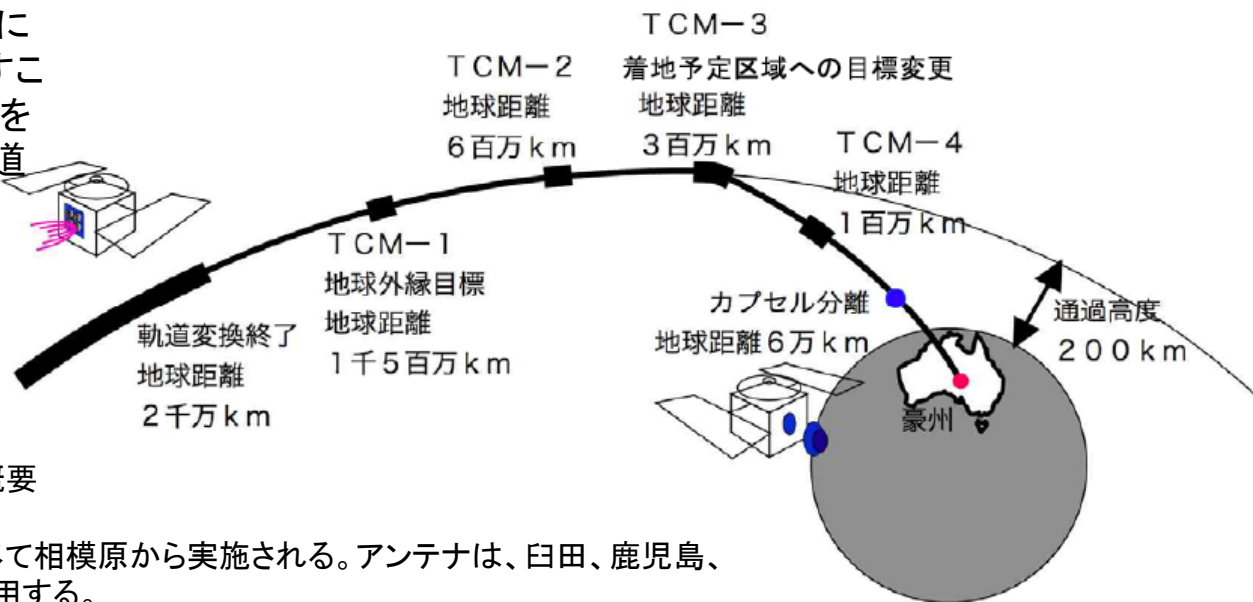 に
すこ
を
道
TCM－3
着地予定区域への目標変更
地球距離
3百万km
TCM－2
地球距離
6百万km
TCM－4
地球距離
1百万km
TCM－1
地球外縁目標
地球距離
1千5百万km
軌道変換終了
地球距離
2千万km
カプセル分離
地球距離6万km
通過高度
200km
豪州
要
て相模原から実施される。アンテナは、臼田、鹿児島、
用する。